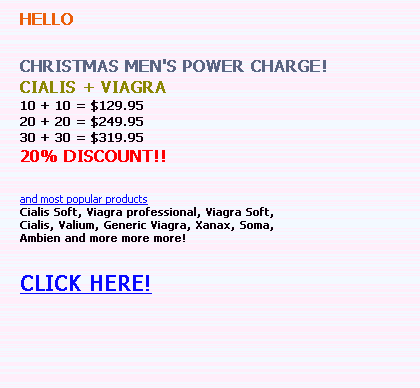 HELLO
CHRISTMAS MEN'S POWER CHARGE!
CIALIS + VIAGRA
10 + 10 = $129.95
20 + 20 = $249.95
30 + 30 = $319.95
20% DISCOUNT!!
and most popular products
Cialis Soft, Viagra professional, Viagra Soft,
Cialis, Valium, Generic Viagra, Xanax, Soma,
Ambien and more more more!
CLICK HERE!